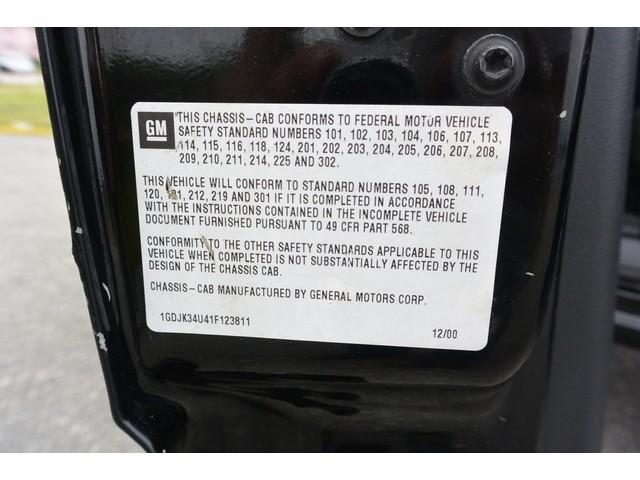 GM
THIS CHASSIS-CAB CONFORMS TO FEDERAL MOTOR VEHICLE
SAFETY STANDARD NUMBERS 101, 102, 103, 104, 106, 107, 113,
114, 115, 116, 118, 124, 201, 202, 203, 204, 205, 206, 207, 208,
209, 210, 211, 214, 225 AND 302.
THIS VEHICLE WILL CONFORM TO STANDARD NUMBERS 105, 108, 111,
120, 212, 219 AND 301 IF IT IS COMPLETED IN ACCORDANCE
WITH THE INSTRUCTIONS CONTAINED IN THE INCOMPLETE VEHICLE
DOCUMENT FURNISHED PURSUANT TO 49 CFR PART 568.
CONFORMITY TO THE OTHER SAFETY STANDARDS APPLICABLE TO THIS
VEHICLE WHEN COMPLETED IS NOT SUBSTANTIALLY AFFECTED BY THE
DESIGN OF THE CHASSIS CAB.
CHASSIS-CAB MANUFACTURED BY GENERAL MOTORS CORP.
1GDJK34U41F123811
12/00